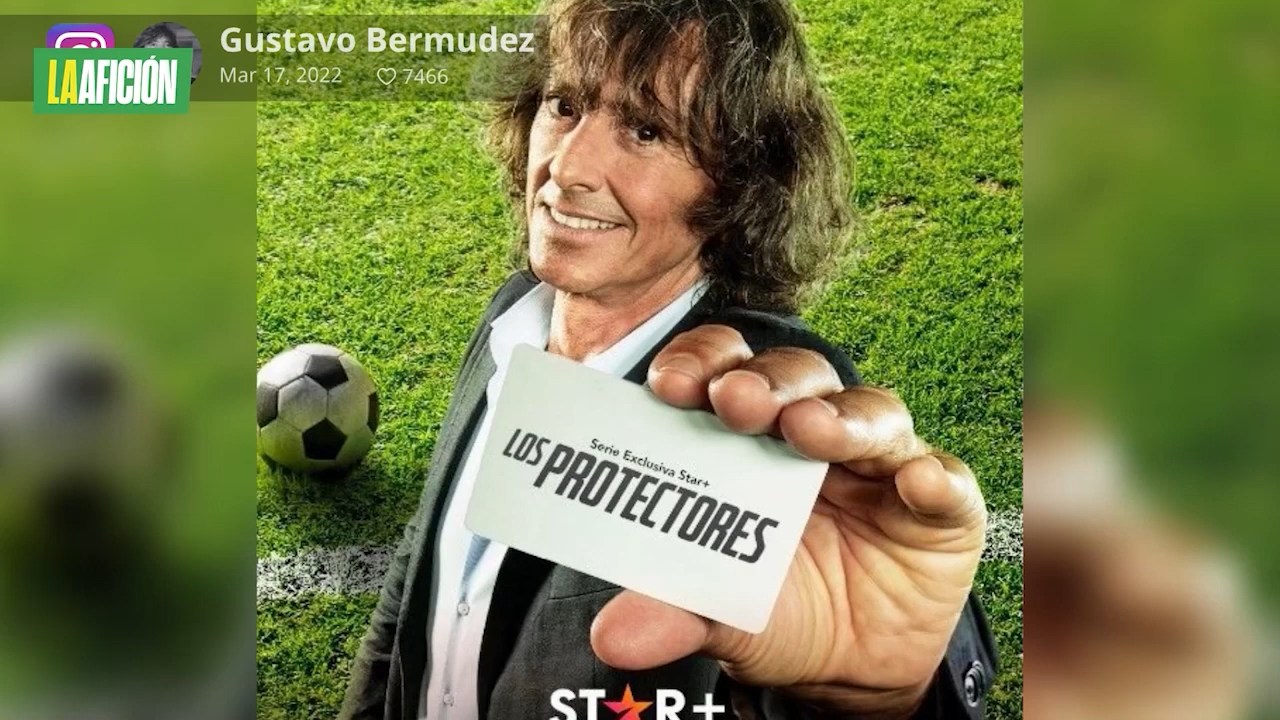 Gustavo Bermudez
Mar 17, 2022 7466
LAAFICIÓN
Serie Exclusiva Star+
LOS PROTECTORES
STAR+